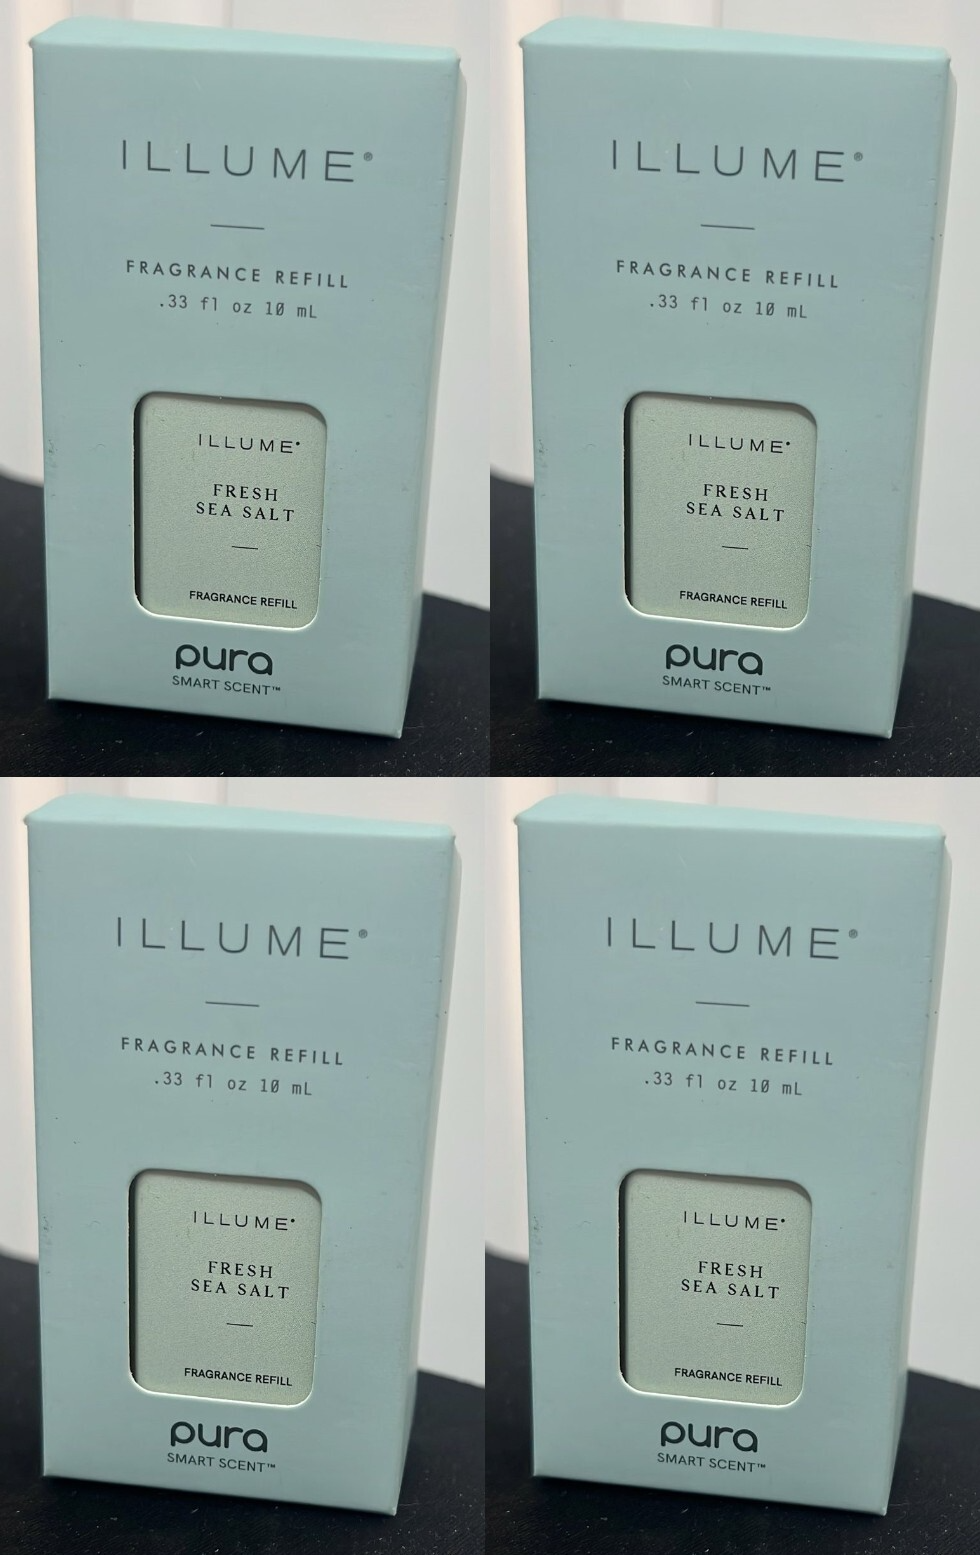 ILLUME®
FRAGRANCE REFILL
.33 fl oz 10 mL
ILLUME®
FRESH
SEA SALT
FRAGRANCE REFILL
pura
SMART SCENT™
ILLUME®
FRAGRANCE REFILL
.33 fl oz 10 mL
ILLUME®
FRESH
SEA SALT
FRAGRANCE REFILL
pura
SMART SCENT™
ILLUME®
FRAGRANCE REFILL
.33 fl oz 10 mL
ILLUME®
FRESH
SEA SALT
FRAGRANCE REFILL
pura
SMART SCENT™
ILLUME®
FRAGRANCE REFILL
.33 fl oz 10 mL
ILLUME®
FRESH
SEA SALT
FRAGRANCE REFILL
pura
SMART SCENT™